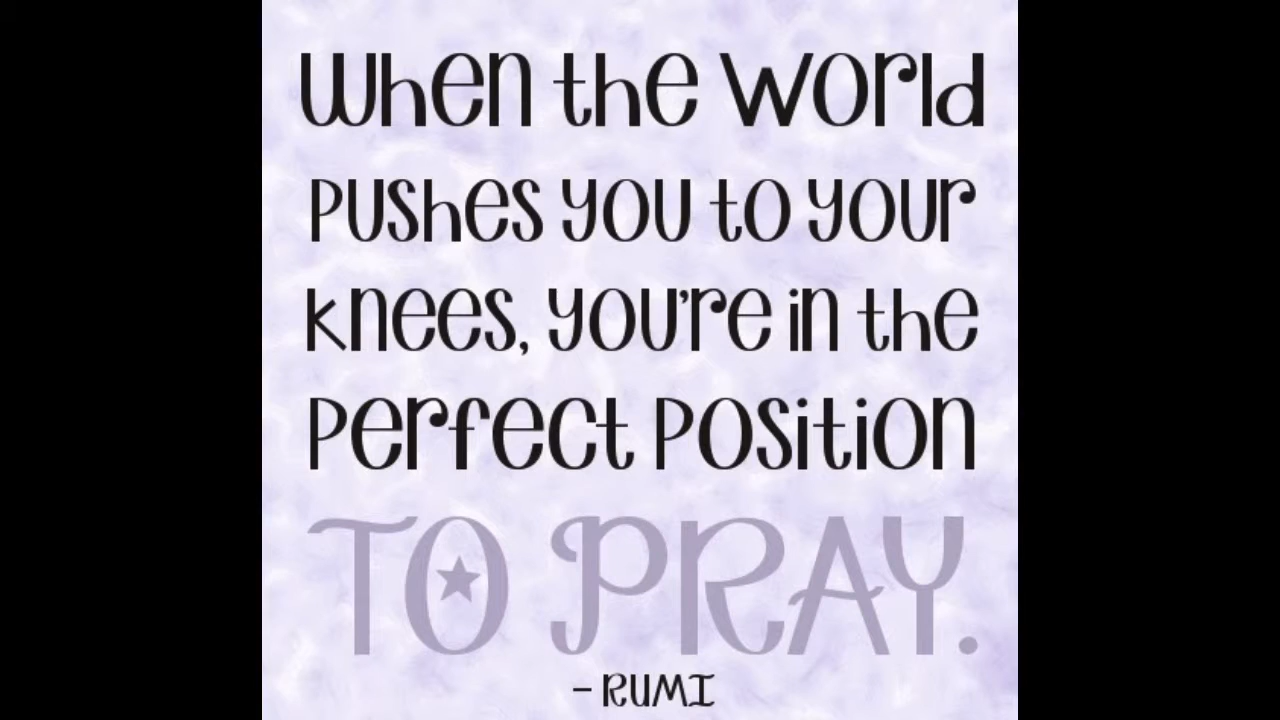 When the World
Pushes you to your
knees, you're in the
Perfect Position
TO PRAY.
- RUMI